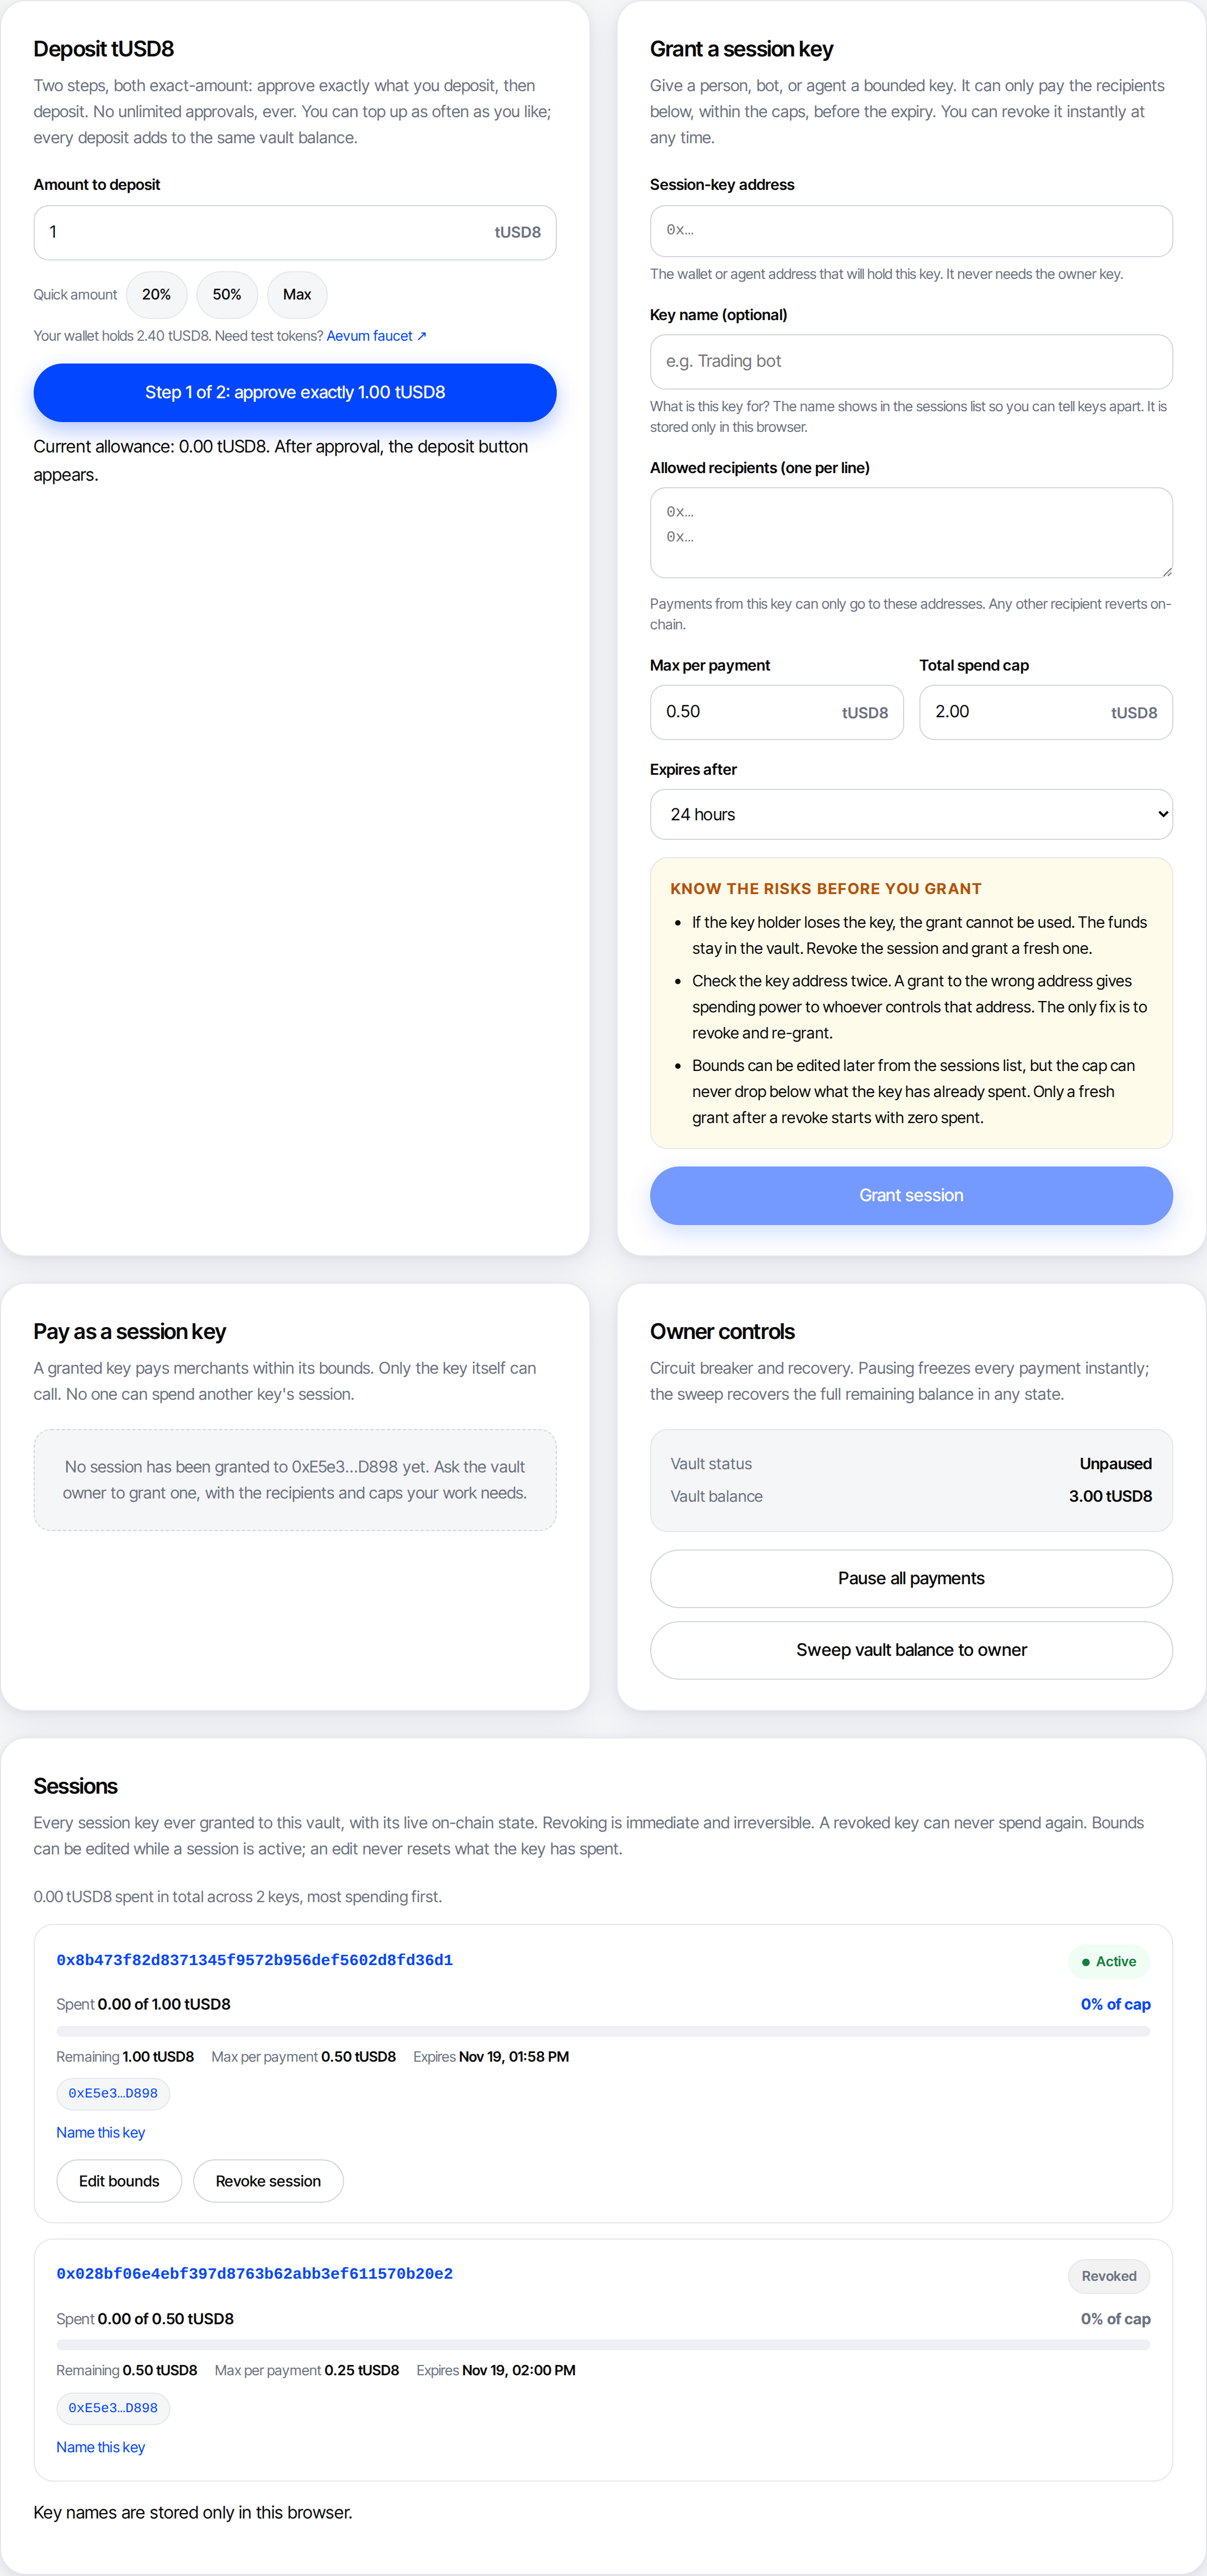 Deposit tUSD8
Two steps, both exact-amount: approve exactly what you deposit, then
deposit. No unlimited approvals, ever. You can top up as often as you like;
every deposit adds to the same vault balance.
Amount to deposit
1 tUSD8
Quick amount 20% 50% Max
Your wallet holds 2.40 tUSD8. Need test tokens? Aevum faucet ↗
Step 1 of 2: approve exactly 1.00 tUSD8
Current allowance: 0.00 tUSD8. After approval, the deposit button
appears.
Grant a session key
Give a person, bot, or agent a bounded key. It can only pay the recipients
below, within the caps, before the expiry. You can revoke it instantly at
any time.
Session-key address
0x…
The wallet or agent address that will hold this key. It never needs the owner key.
Key name (optional)
e.g. Trading bot
What is this key for? The name shows in the sessions list so you can tell keys apart. It is
stored only in this browser.
Allowed recipients (one per line)
0x…
0x…
Payments from this key can only go to these addresses. Any other recipient reverts on-
chain.
Max per payment Total spend cap
0.50 tUSD8 2.00 tUSD8
Expires after
24 hours
KNOW THE RISKS BEFORE YOU GRANT
• If the key holder loses the key, the grant cannot be used. The funds
stay in the vault. Revoke the session and grant a fresh one.
• Check the key address twice. A grant to the wrong address gives
spending power to whoever controls that address. The only fix is to
revoke and re-grant.
• Bounds can be edited later from the sessions list, but the cap can
never drop below what the key has already spent. Only a fresh
grant after a revoke starts with zero spent.
Grant session
Pay as a session key
A granted key pays merchants within its bounds. Only the key itself can
call. No one can spend another key's session.
No session has been granted to 0xE5e3…D898 yet. Ask the vault
owner to grant one, with the recipients and caps your work needs.
Owner controls
Circuit breaker and recovery. Pausing freezes every payment instantly;
the sweep recovers the full remaining balance in any state.
Vault status Unpaused
Vault balance 3.00 tUSD8
Pause all payments
Sweep vault balance to owner
Sessions
Every session key ever granted to this vault, with its live on-chain state. Revoking is immediate and irreversible. A revoked key can never spend again. Bounds
can be edited while a session is active; an edit never resets what the key has spent.
0.00 tUSD8 spent in total across 2 keys, most spending first.
0x8b473f82d8371345f9572b956def5602d8fd36d1 Active
Spent 0.00 of 1.00 tUSD8 0% of cap
Remaining 1.00 tUSD8 Max per payment 0.50 tUSD8 Expires Nov 19, 01:58 PM
0xE5e3…D898
Name this key
Edit bounds Revoke session
0x028bf06e4ebf397d8763b62abb3ef611570b20e2 Revoked
Spent 0.00 of 0.50 tUSD8 0% of cap
Remaining 0.50 tUSD8 Max per payment 0.25 tUSD8 Expires Nov 19, 02:00 PM
0xE5e3…D898
Name this key
Key names are stored only in this browser.